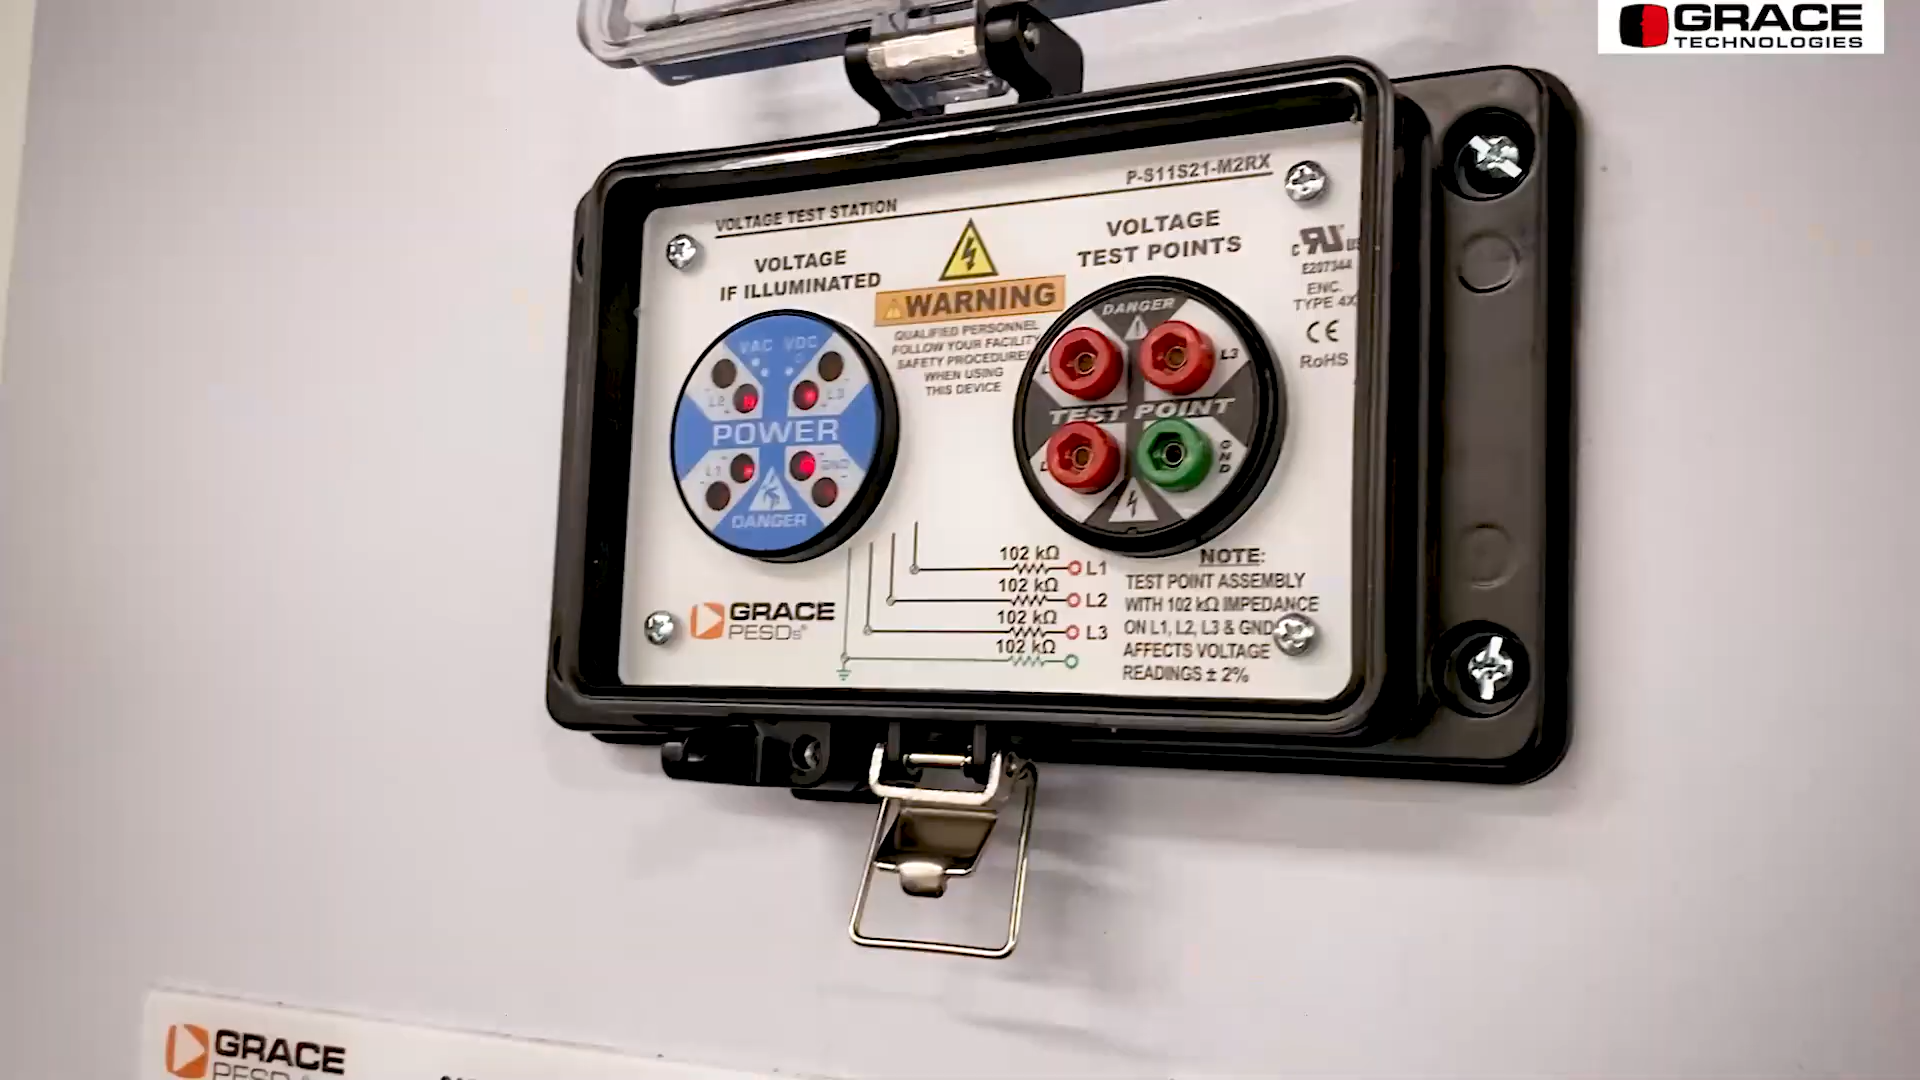 GRACE
TECHNOLOGIES
P-S11S21-M2RX
VOLTAGE TEST STATION
VOLTAGE
IF ILLUMINATED
WARNING
QUALIFIED PERSONNEL
FOLLOW YOUR FACILITY
SAFETY PROCEDURES
WHEN USING
THIS DEVICE
VOLTAGE
TEST POINTS
C RU US
E207344
ENC.
TYPE 4X
CE
RoHS
VAC VDC
L2 L3
POWER
L1 GND
DANGER
DANGER
L3
TEST POINT
GND
102 kΩ L1
102 kΩ L2
102 kΩ L3
102 kΩ
NOTE:
TEST POINT ASSEMBLY
WITH 102 kΩ IMPEDANCE
ON L1, L2, L3 & GND
AFFECTS VOLTAGE
READINGS ± 2%
GRACE
PESDs®
GRACE